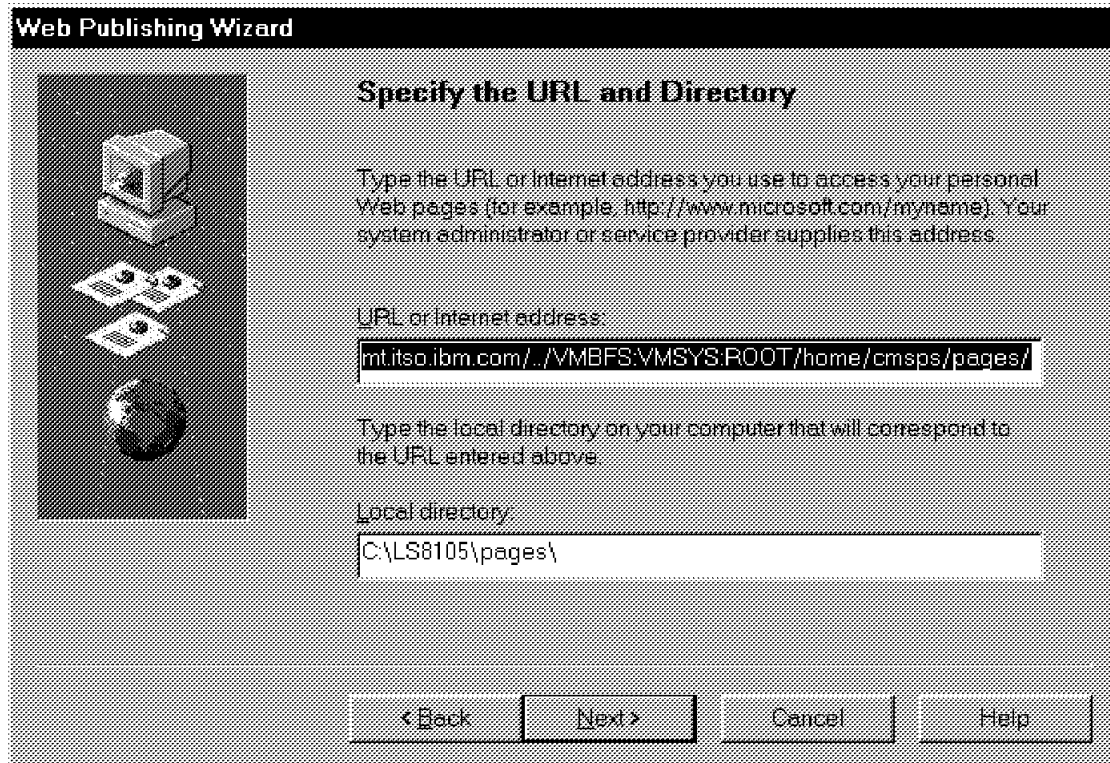 Web Publishing Wizard
Specify the URL and Directory
Type the URL or Internet address you use to access your personal
Web pages (for example, http://www.microsoft.com/myname). Your
system administrator or service provider supplies this address.
URL or Internet address:
mt.itso.ibm.com/../VMBFS:VMSYS:ROOT/home/cmsps/pages/
Type the local directory on your computer that will correspond to
the URL entered above.
Local directory:
C:\LS8105\pages\
< Back Next > Cancel Help